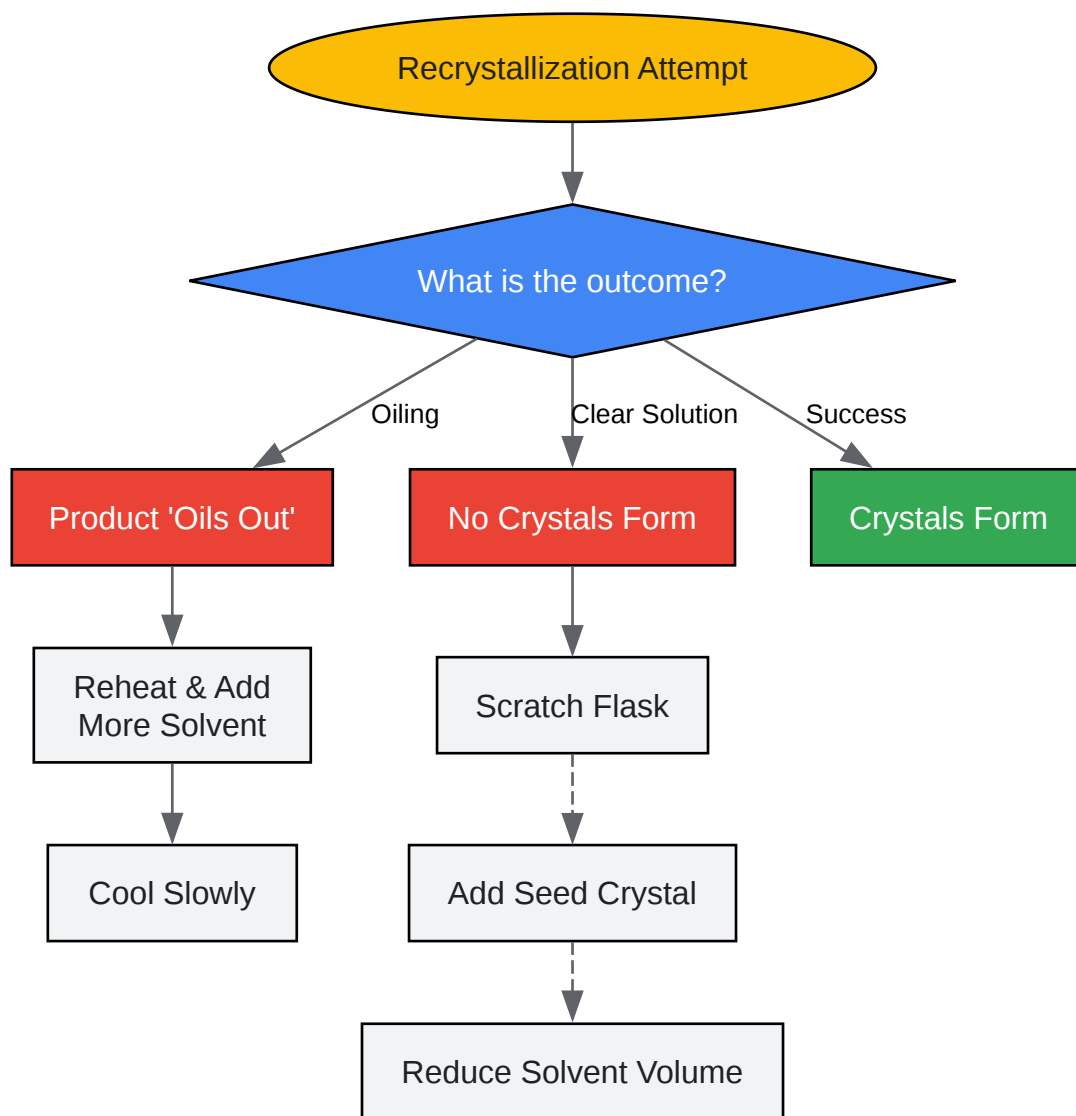 Recrystallization Attempt
What is the outcome?
Oiling
Clear Solution
Success
Product 'Oils Out'
No Crystals Form
Crystals Form
Reheat & Add
More Solvent
Scratch Flask
Cool Slowly
Add Seed Crystal
Reduce Solvent Volume